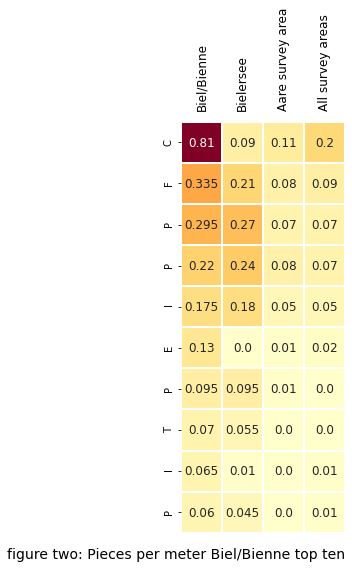 Biel/Bienne Bielersee Aare survey area All survey areas
C 0.81 0.09 0.11 0.2
F 0.335 0.21 0.08 0.09
P 0.295 0.27 0.07 0.07
P 0.22 0.24 0.08 0.07
I 0.175 0.18 0.05 0.05
E 0.13 0.0 0.01 0.02
P 0.095 0.095 0.01 0.0
T 0.07 0.055 0.0 0.0
I 0.065 0.01 0.0 0.01
P 0.06 0.045 0.0 0.01
figure two: Pieces per meter Biel/Bienne top ten